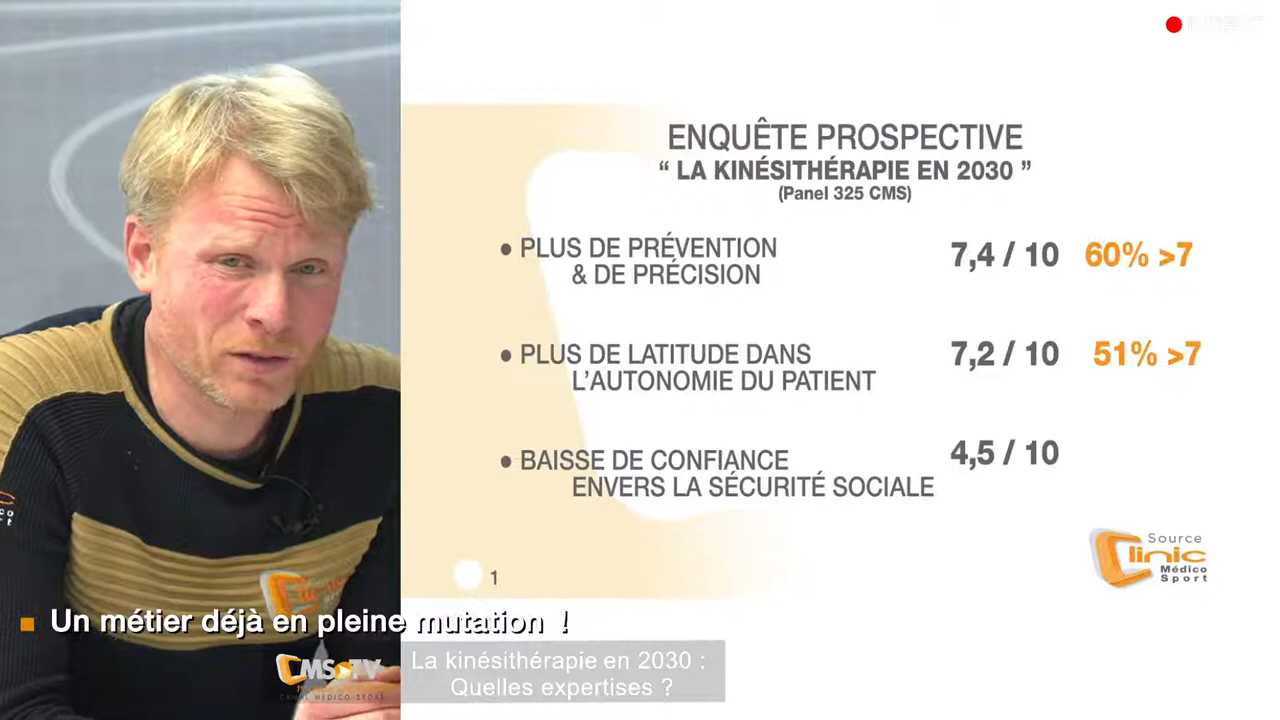 ENQUÊTE PROSPECTIVE
“ LA KINÉSITHÉRAPIE EN 2030 ”
(Panel 325 CMS)
• PLUS DE PRÉVENTION
& DE PRÉCISION
7,4 / 10 60% >7
• PLUS DE LATITUDE DANS
L’AUTONOMIE DU PATIENT
7,2 / 10 51% >7
• BAISSE DE CONFIANCE
ENVERS LA SÉCURITÉ SOCIALE
4,5 / 10
Source
Clinic
Médico
Sport
1
Un métier déjà en pleine mutation !
CMS TV
La kinésithérapie en 2030 :
Quelles expertises ?